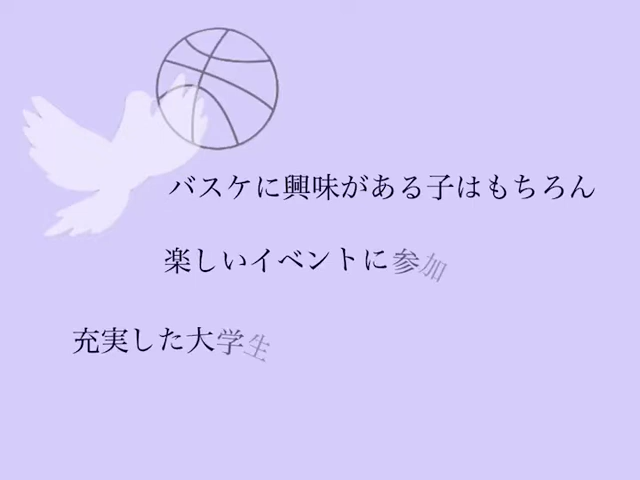 バスケに興味がある子はもちろん
楽しいイベントに参加
充実した大学生